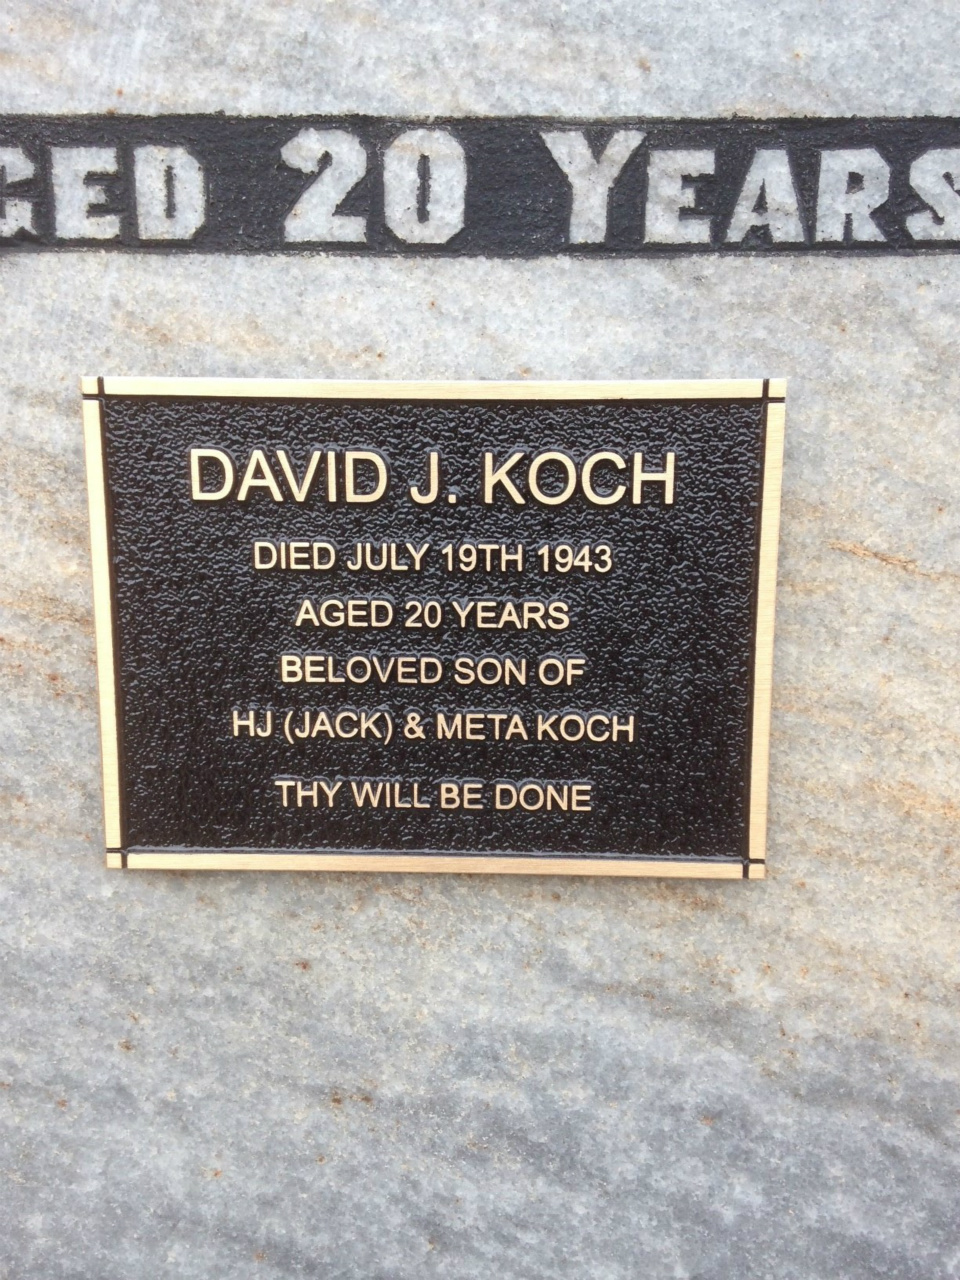 AGED 20 YEARS
DAVID J. KOCH
DIED JULY 19TH 1943
AGED 20 YEARS
BELOVED SON OF
HJ (JACK) & META KOCH
THY WILL BE DONE